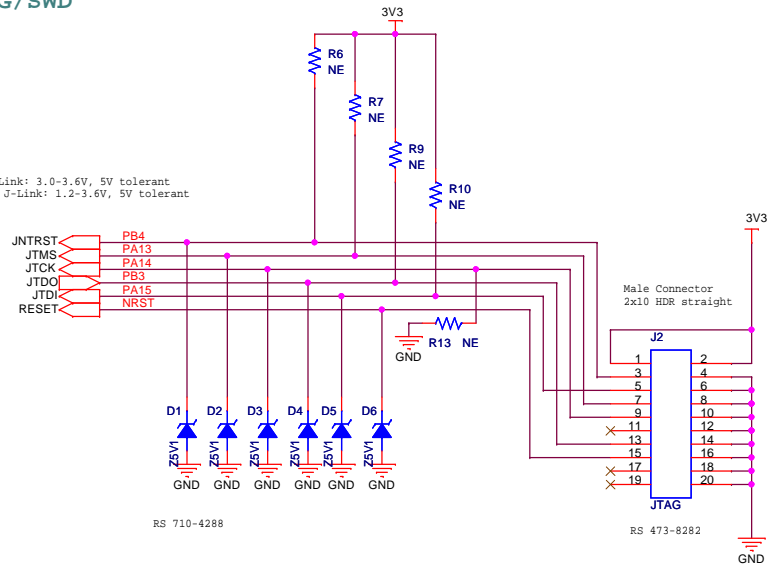 G/SWD
3V3
R6
NE
R7
NE
R9
NE
R10
NE
Link: 3.0-3.6V, 5V tolerant
J-Link: 1.2-3.6V, 5V tolerant
JNTRST PB4
JTMS PA13
JTCK PA14
JTDO PB3
JTDI PA15
RESET NRST
3V3
Male Connector
2x10 HDR straight
R13 NE
GND
J2
1 2
3 4
5 6
7 8
9 10
11 12
13 14
15 16
17 18
19 20
JTAG
D1 D2 D3 D4 D5 D6
Z5V1 Z5V1 Z5V1 Z5V1 Z5V1 Z5V1
GND GND GND GND GND GND
RS 710-4288
RS 473-8282
GND